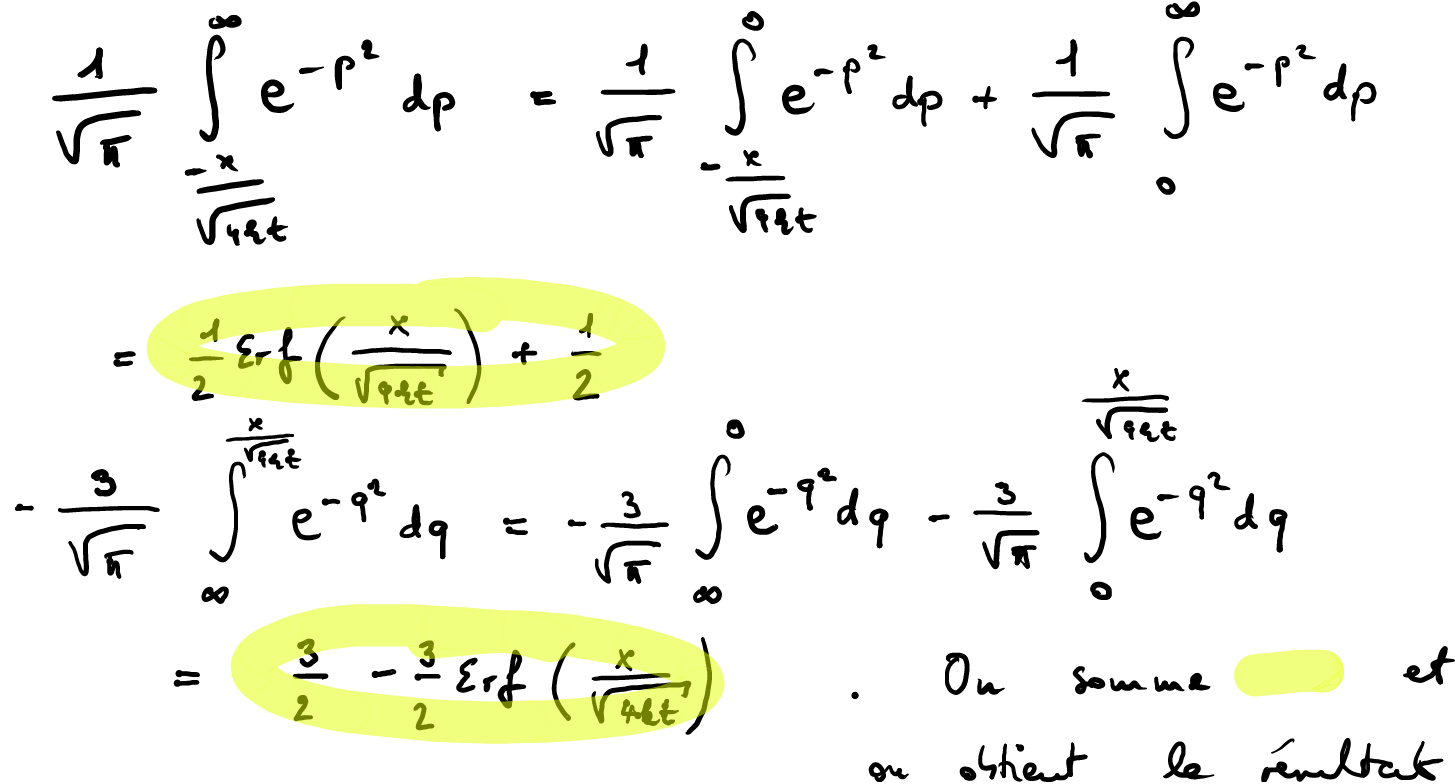 $\frac{1}{\sqrt{\pi}} \int_{\frac{-x}{\sqrt{4kt}}}^{\infty} e^{-p^2} dp = \frac{1}{\sqrt{\pi}} \int_{-\frac{x}{\sqrt{4kt}}}^{0} e^{-p^2} dp + \frac{1}{\sqrt{\pi}} \int_{0}^{\infty} e^{-p^2} dp$
$= \frac{1}{2} Erf \left( \frac{x}{\sqrt{4kt}} \right) + \frac{1}{2}$
$- \frac{3}{\sqrt{\pi}} \int_{\infty}^{\frac{x}{\sqrt{4kt}}} e^{-q^2} dq = - \frac{3}{\sqrt{\pi}} \int_{\infty}^{0} e^{-q^2} dq - \frac{3}{\sqrt{\pi}} \int_{0}^{\frac{x}{\sqrt{4kt}}} e^{-q^2} dq$
$= \frac{3}{2} - \frac{3}{2} Erf \left( \frac{x}{\sqrt{4kt}} \right)$ . On somme et
on obtient le résultat